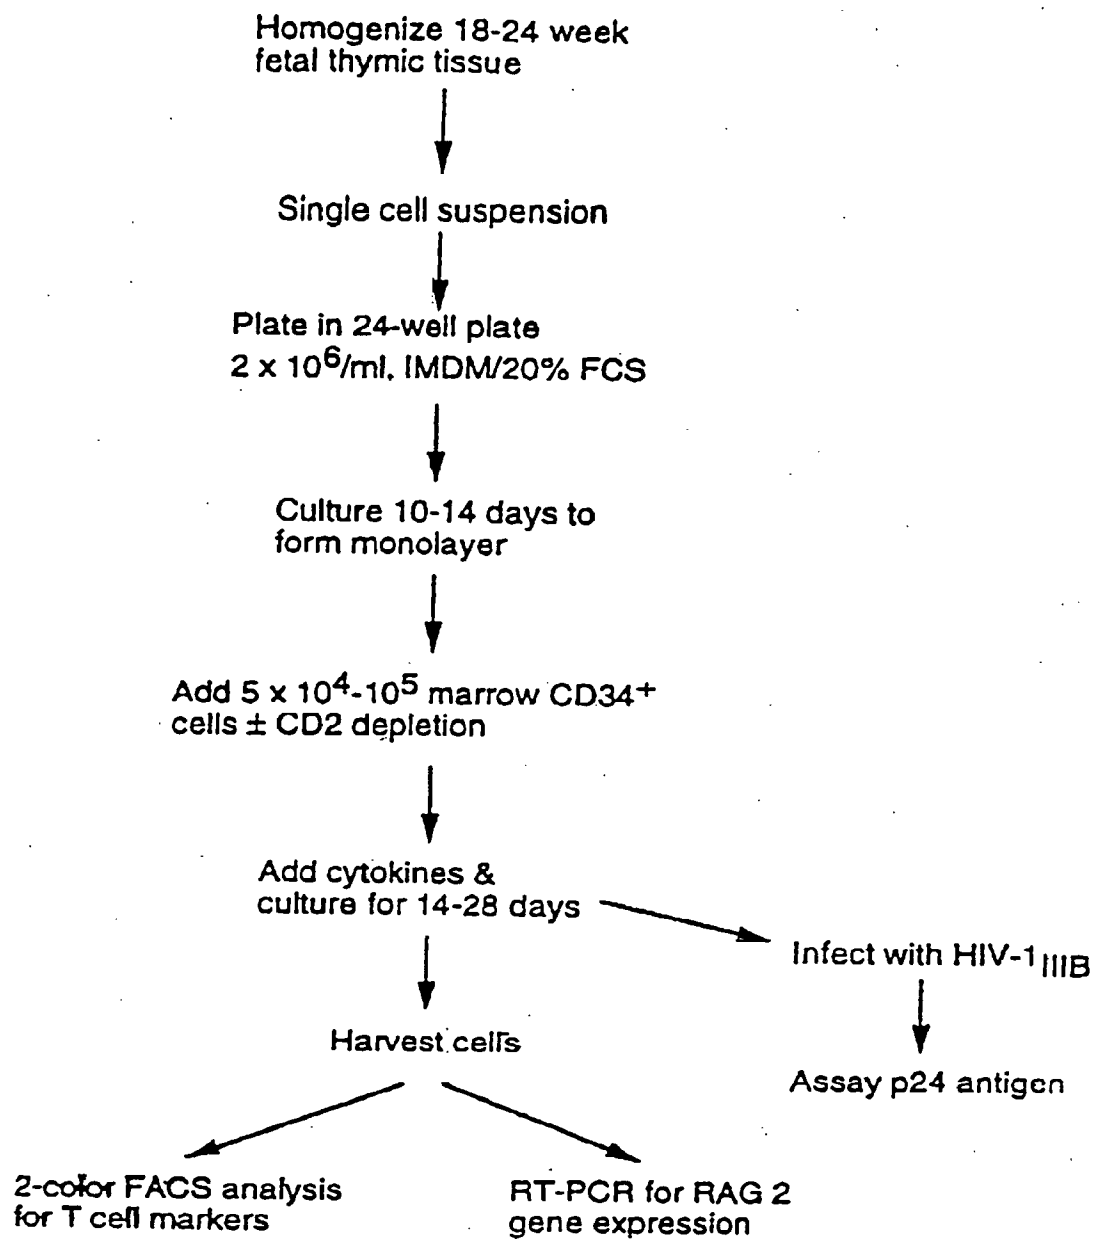 Homogenize 18-24 week
fetal thymic tissue
Single cell suspension
Plate in 24-well plate
2 x 10⁶/ml, IMDM/20% FCS
Culture 10-14 days to
form monolayer
Add 5 x 10⁴-10⁵ marrow CD34⁺
cells ± CD2 depletion
Add cytokines &
culture for 14-28 days
Infect with HIV-1 IIIB
Harvest cells
Assay p24 antigen
2-color FACS analysis
for T cell markers
RT-PCR for RAG 2
gene expression